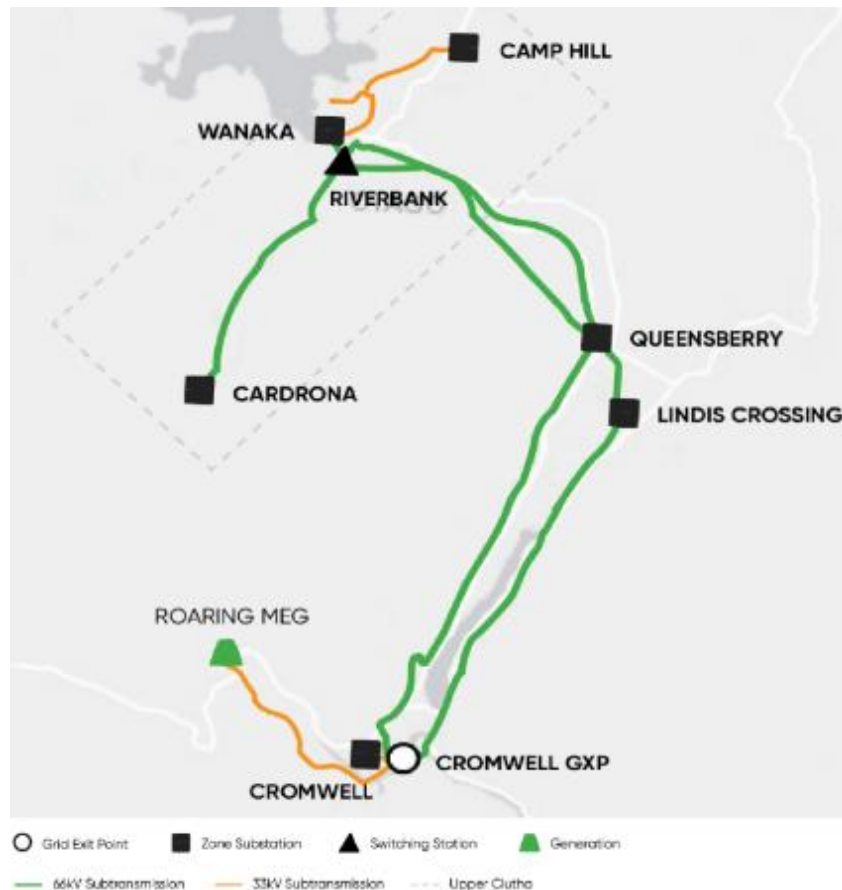 CAMP HILL
WANAKA
RIVERBANK
QUEENSBERRY
CARDRONA
LINDIS CROSSING
ROARING MEG
CROMWELL GXP
CROMWELL
Grid Exit Point Zone Substation Switching Station Generation
66kV Subtransmission 33kV Subtransmission Upper Clutha